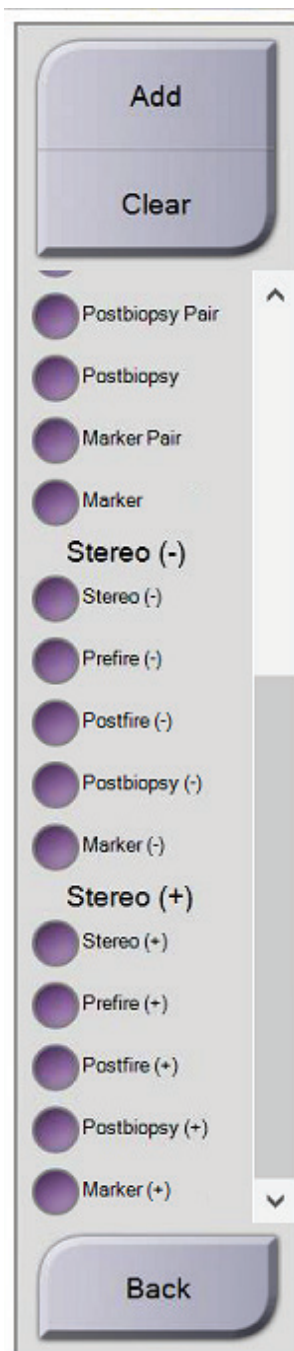 Add
Clear
Postbiopsy Pair
Postbiopsy
Marker Pair
Marker
Stereo (-)
Stereo (-)
Prefire (-)
Postfire (-)
Postbiopsy (-)
Marker (-)
Stereo (+)
Stereo (+)
Prefire (+)
Postfire (+)
Postbiopsy (+)
Marker (+)
Back